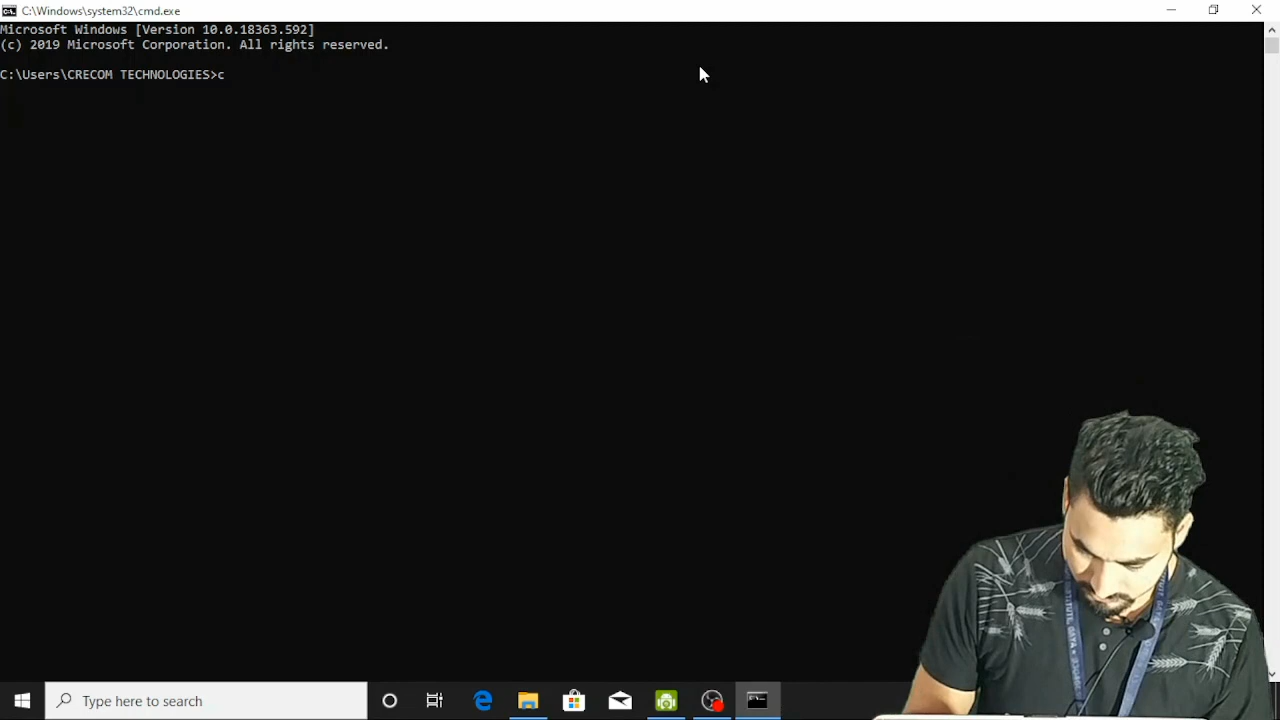 C:\Windows\system32\cmd.exe
Microsoft Windows [Version 10.0.18363.592]
(c) 2019 Microsoft Corporation. All rights reserved.
C:\Users\CRECOM TECHNOLOGIES>c
Type here to search